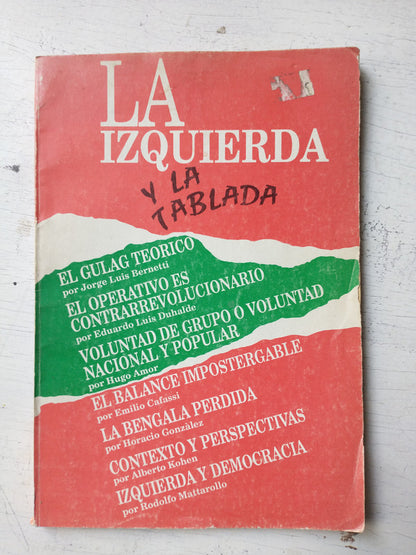 LA
IZQUIERDA
Y LA
TABLADA
EL GULAG TEORICO
por Jorge Luis Bernetti
EL OPERATIVO ES
CONTRARREVOLUCIONARIO
por Eduardo Luis Duhalde
VOLUNTAD DE GRUPO O VOLUNTAD
NACIONAL Y POPULAR
por Hugo Amor
EL BALANCE IMPOSTERGABLE
por Emilio Cafassi
LA BENGALA PERDIDA
por Horacio González
CONTEXTO Y PERSPECTIVAS
por Alberto Kohen
IZQUIERDA Y DEMOCRACIA
por Rodolfo Mattarollo